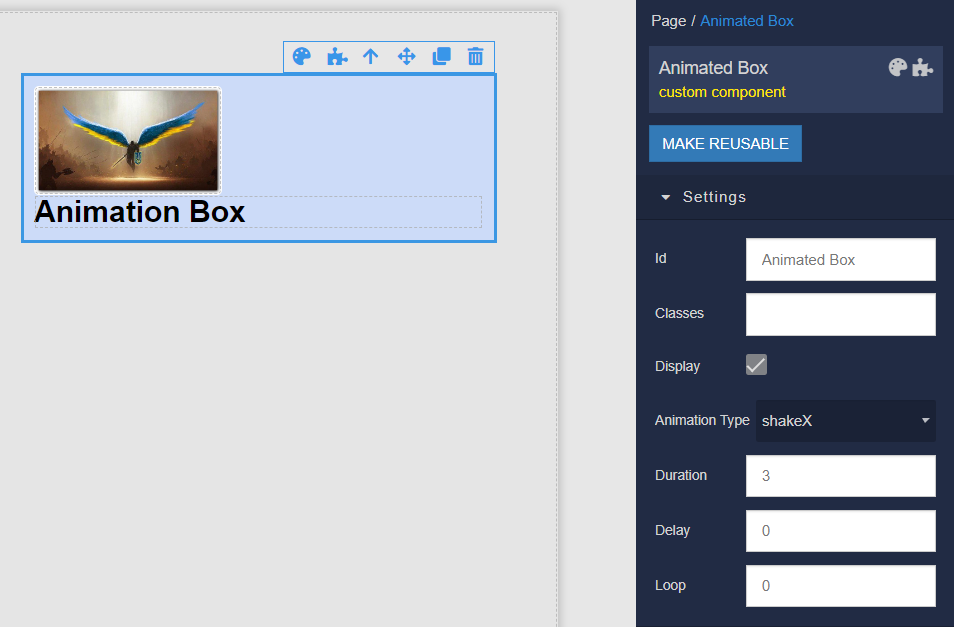 Animation Box
Page / Animated Box
Animated Box
custom component
MAKE REUSABLE
Settings
Id Animated Box
Classes
Display
Animation Type shakeX
Duration 3
Delay 0
Loop 0